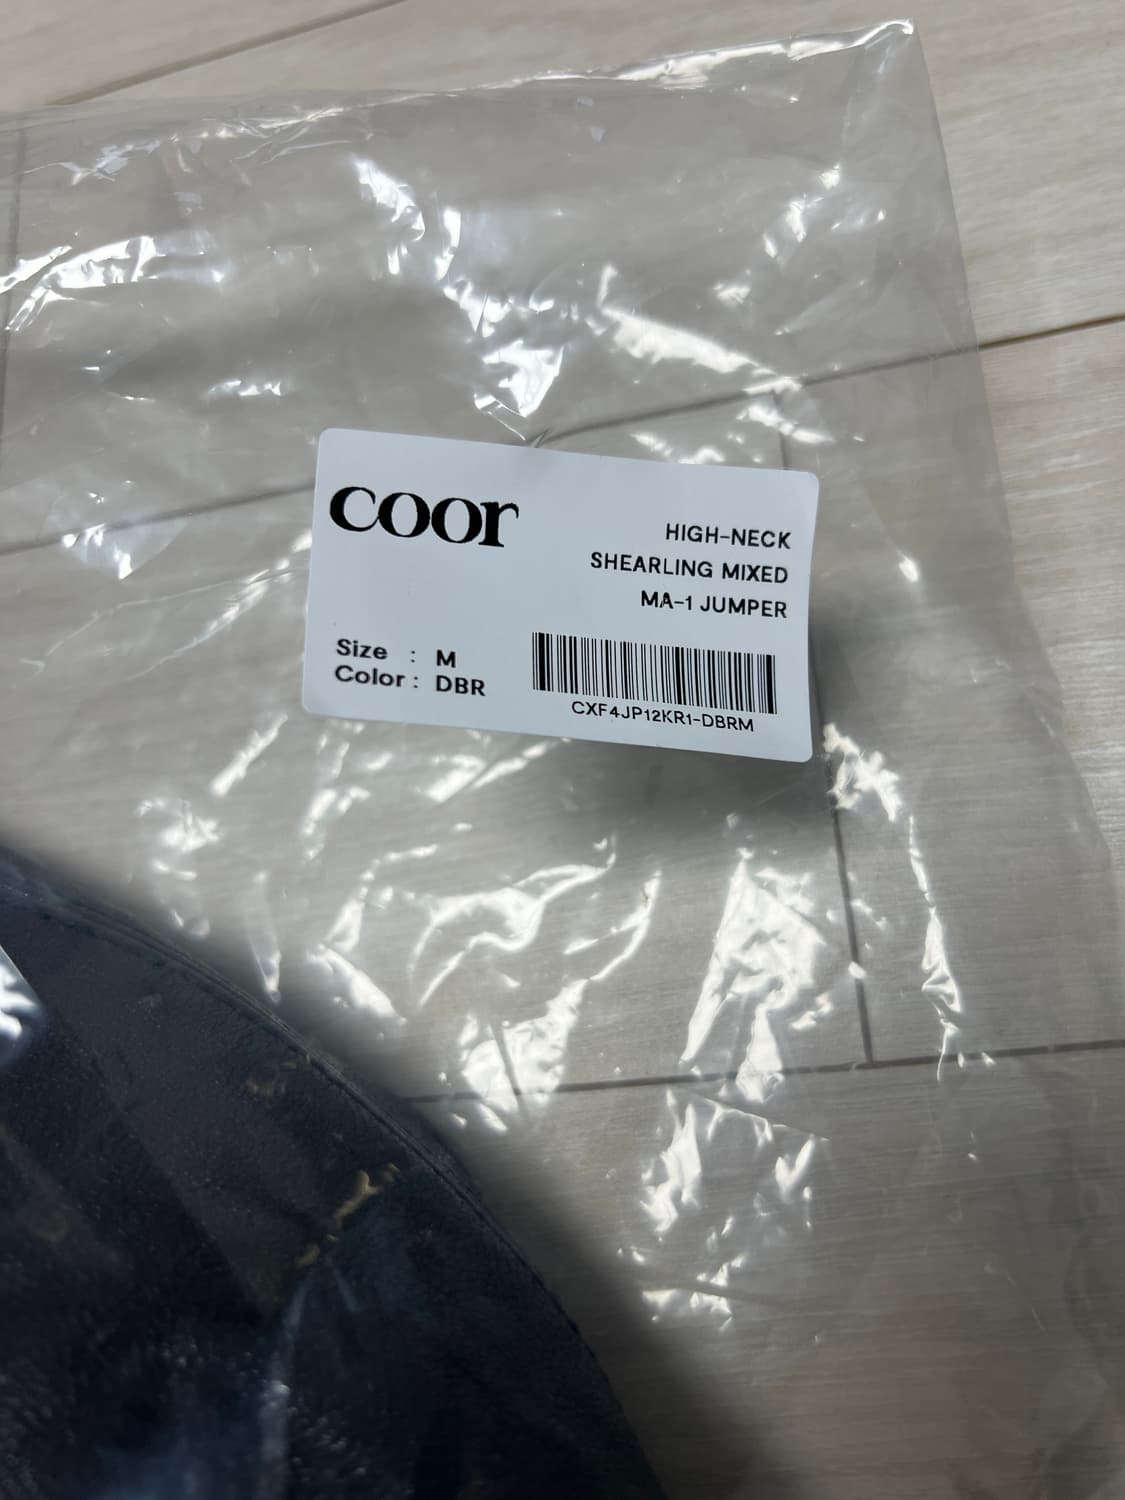 coor
HIGH-NECK
SHEARLING MIXED
MA-1 JUMPER
Size : M
Color : DBR
CXF4JP12KR1-DBRM